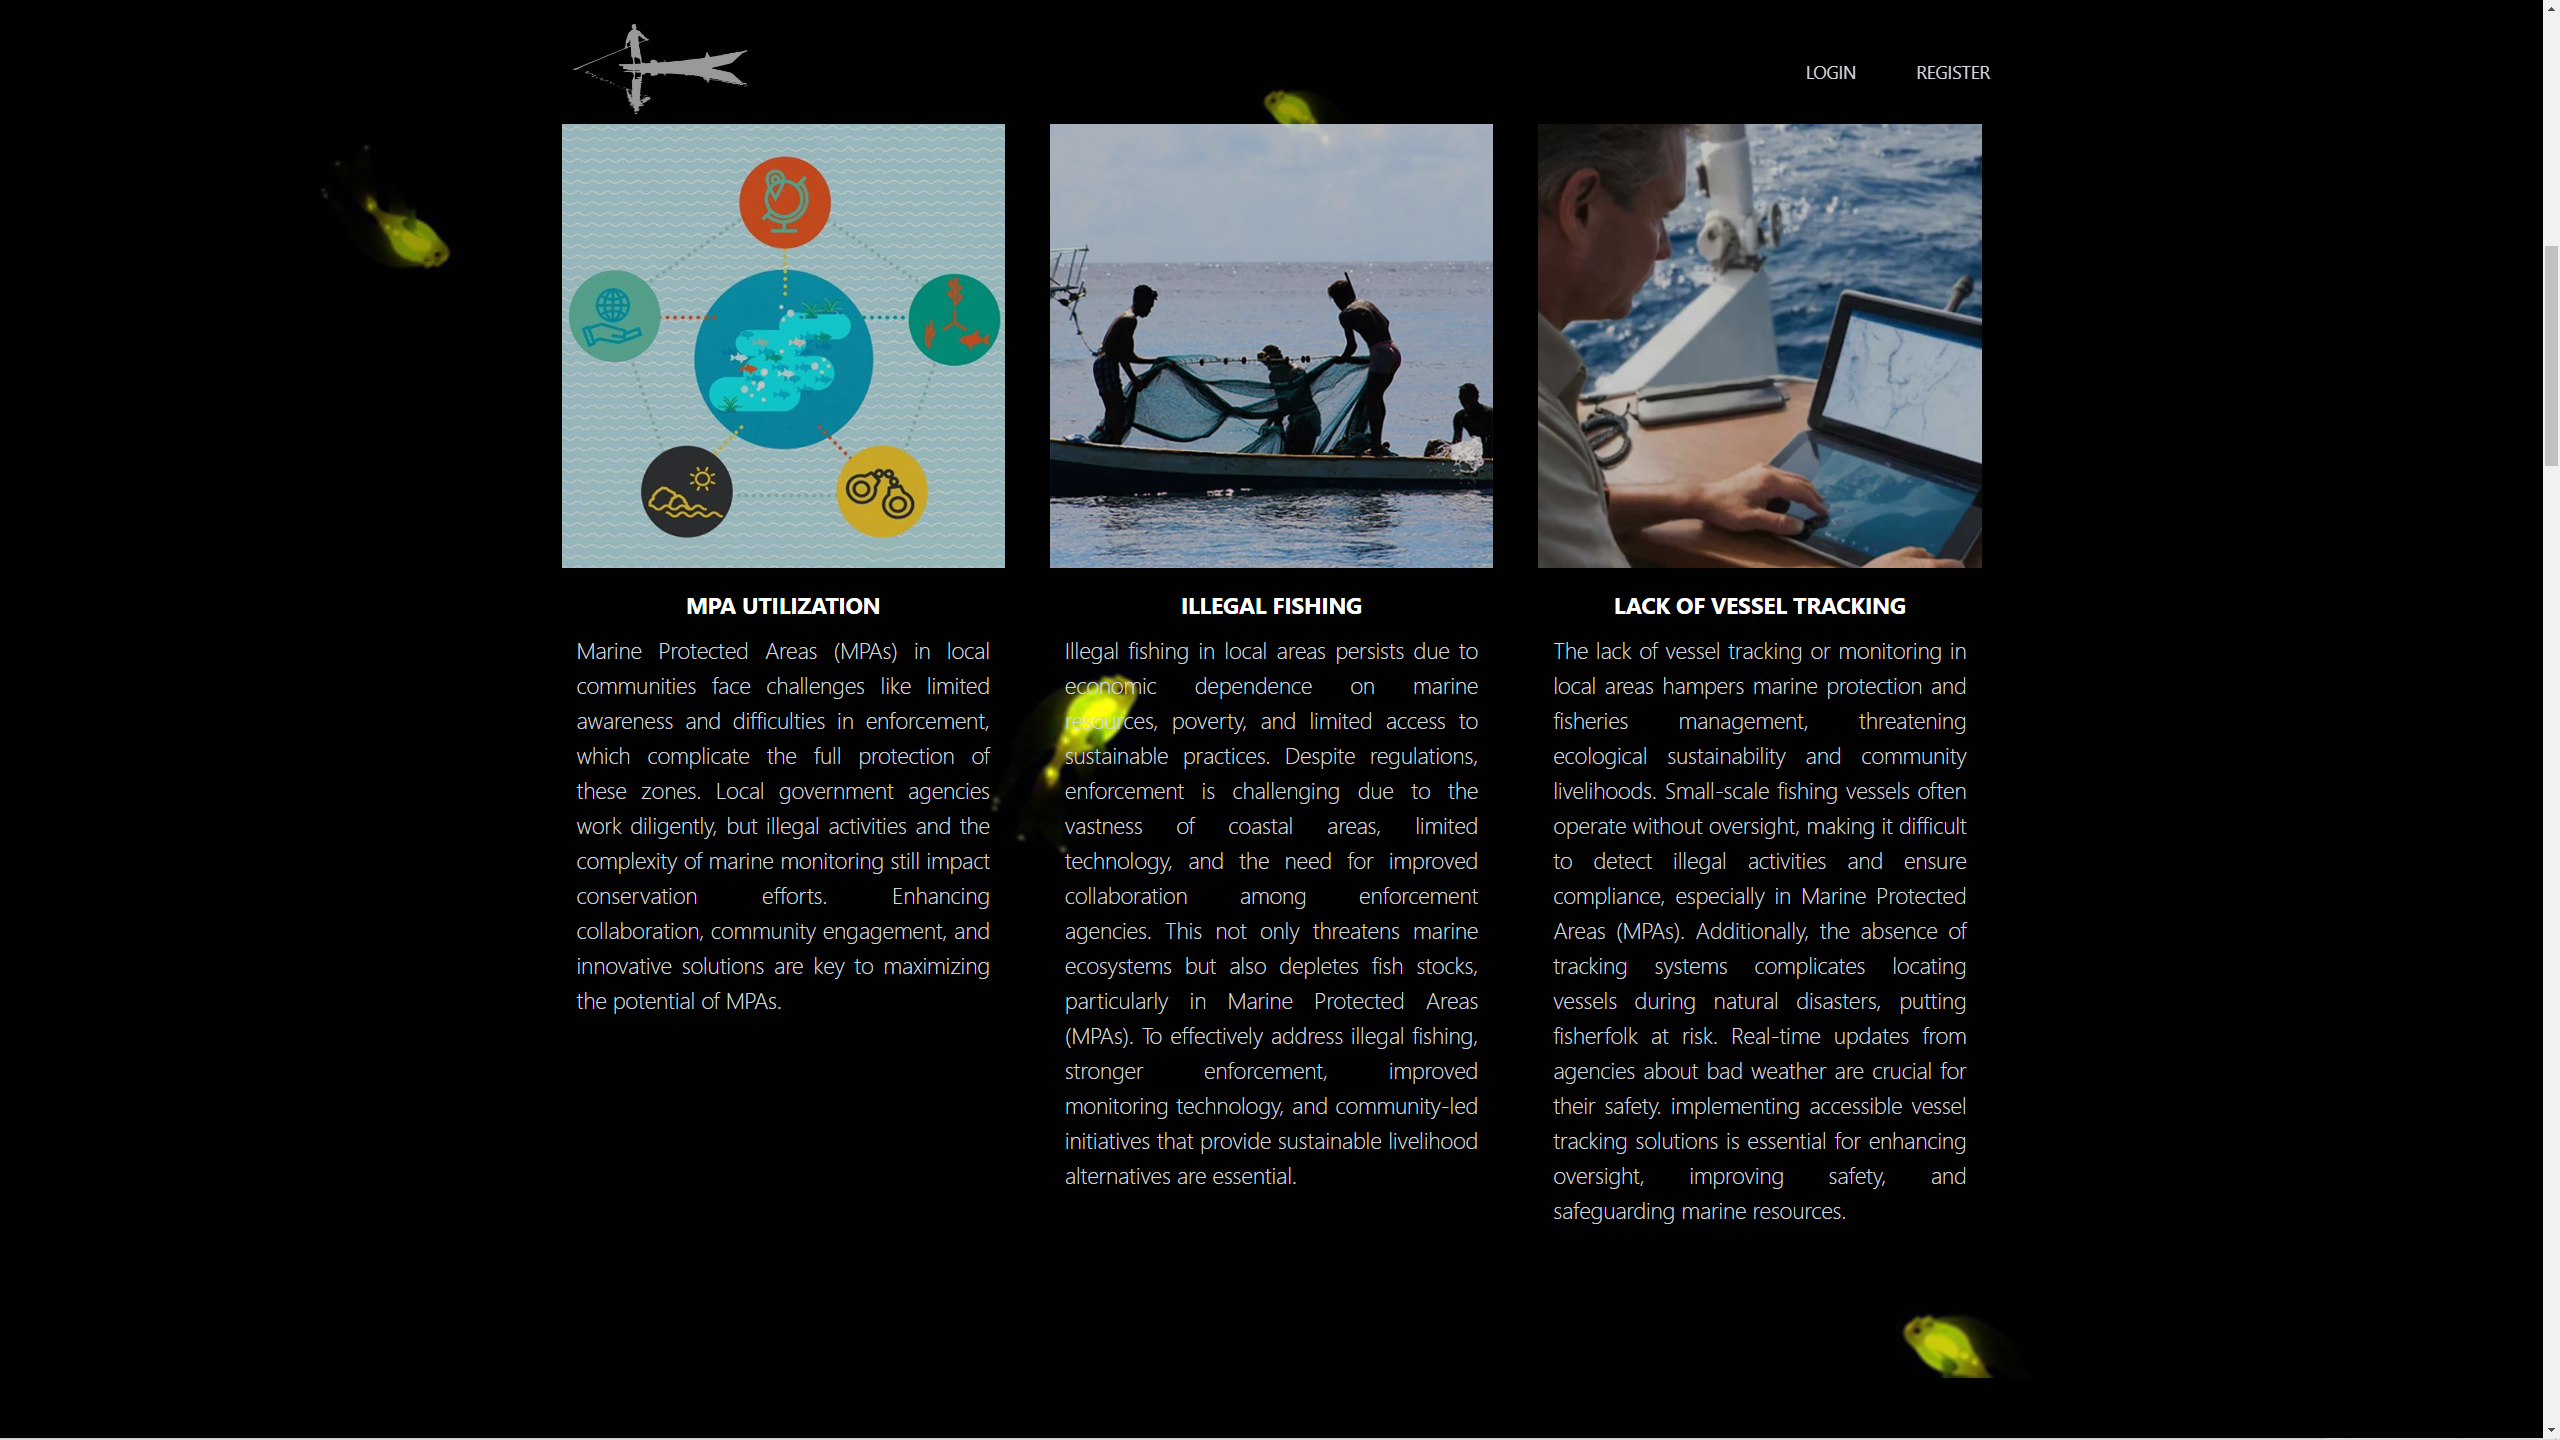 LOGIN REGISTER
MPA UTILIZATION
Marine Protected Areas (MPAs) in local
communities face challenges like limited
awareness and difficulties in enforcement,
which complicate the full protection of
these zones. Local government agencies
work diligently, but illegal activities and the
complexity of marine monitoring still impact
conservation efforts. Enhancing
collaboration, community engagement, and
innovative solutions are key to maximizing
the potential of MPAs.
ILLEGAL FISHING
Illegal fishing in local areas persists due to
economic dependence on marine
resources, poverty, and limited access to
sustainable practices. Despite regulations,
enforcement is challenging due to the
vastness of coastal areas, limited
technology, and the need for improved
collaboration among enforcement
agencies. This not only threatens marine
ecosystems but also depletes fish stocks,
particularly in Marine Protected Areas
(MPAs). To effectively address illegal fishing,
stronger enforcement, improved
monitoring technology, and community-led
initiatives that provide sustainable livelihood
alternatives are essential.
LACK OF VESSEL TRACKING
The lack of vessel tracking or monitoring in
local areas hampers marine protection and
fisheries management, threatening
ecological sustainability and community
livelihoods. Small-scale fishing vessels often
operate without oversight, making it difficult
to detect illegal activities and ensure
compliance, especially in Marine Protected
Areas (MPAs). Additionally, the absence of
tracking systems complicates locating
vessels during natural disasters, putting
fisherfolk at risk. Real-time updates from
agencies about bad weather are crucial for
their safety. implementing accessible vessel
tracking solutions is essential for enhancing
oversight, improving safety, and
safeguarding marine resources.